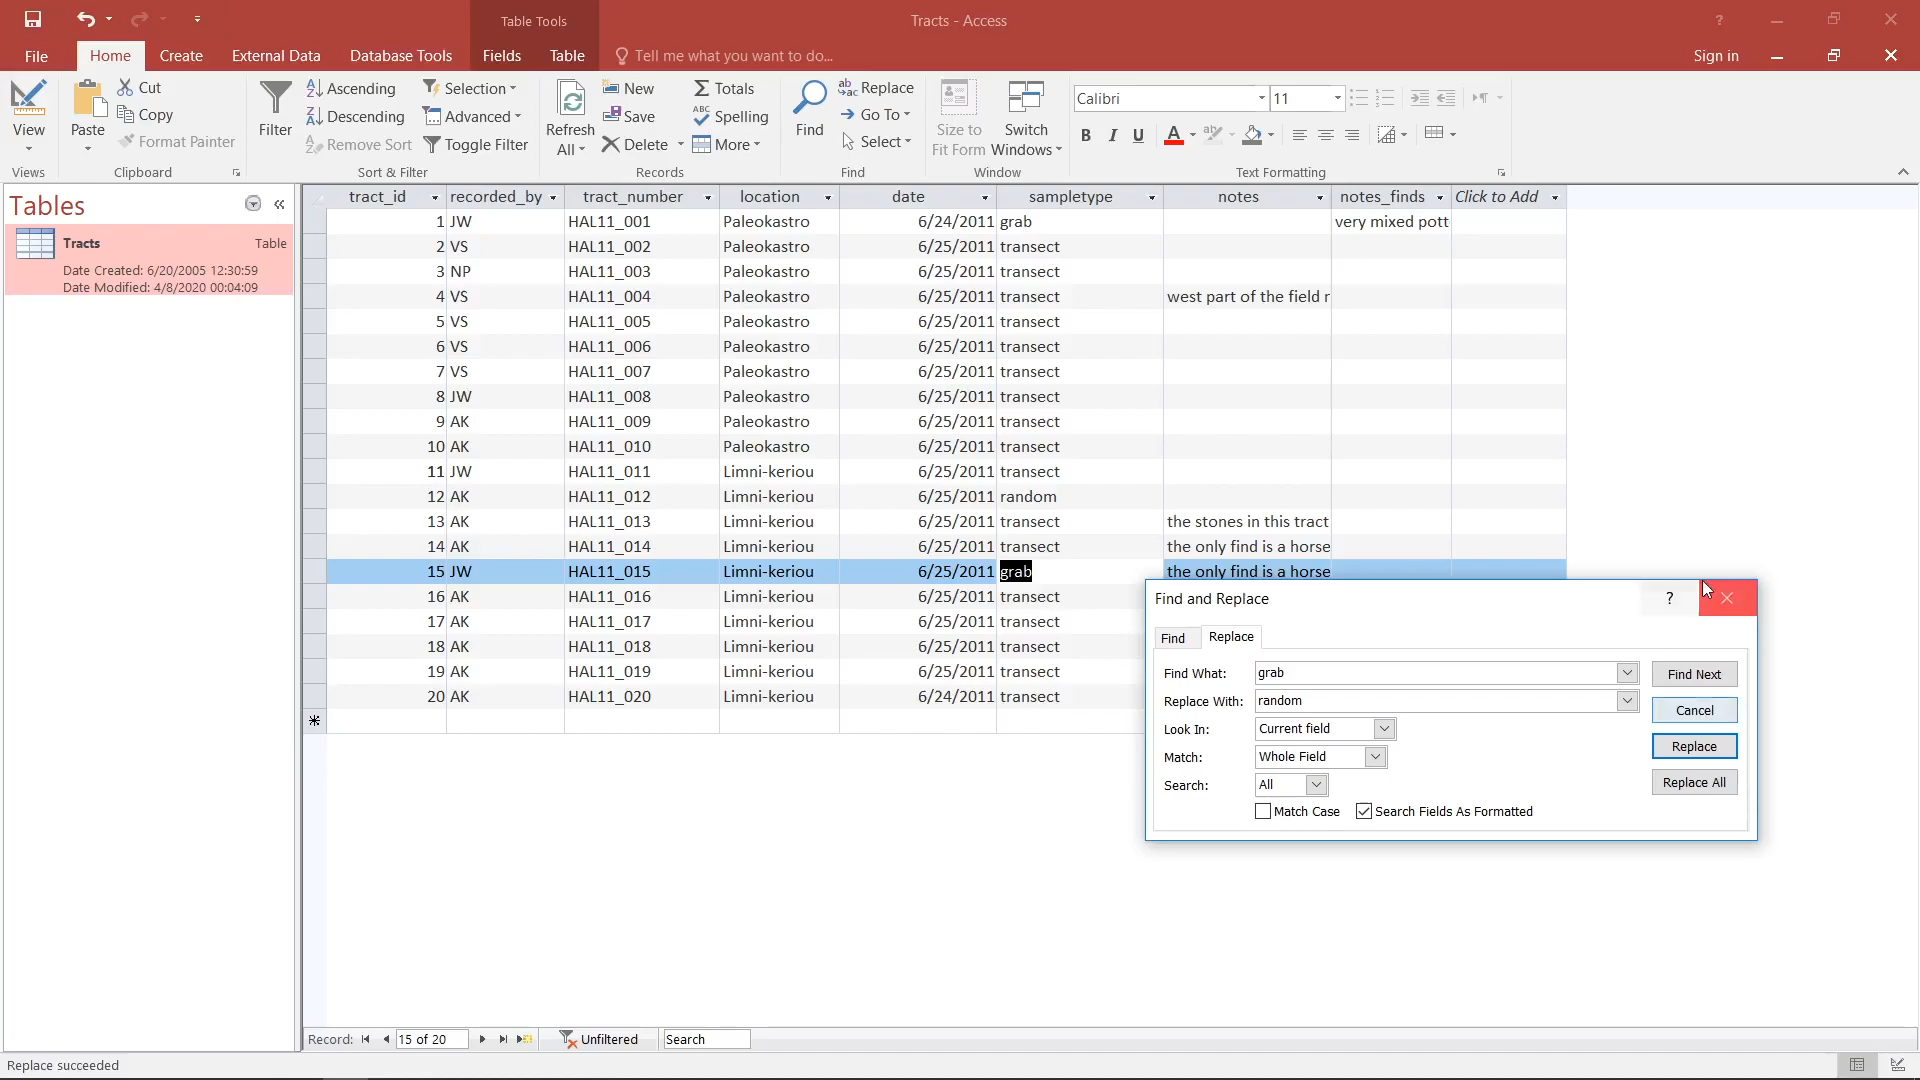 Table Tools
Tracts - Access
?
File Home Create External Data Database Tools Fields Table Tell me what you want to do... Sign in
View
Views
Paste
Cut
Copy
Format Painter
Clipboard
Filter
Ascending
Descending
Remove Sort
Selection
Advanced
Toggle Filter
Sort & Filter
Refresh
All
New
Save
Delete
Totals
Spelling
More
Records
Find
Replace
Go To
Select
Find
Size to
Fit Form
Switch
Windows
Window
Calibri 11
B I U A
Text Formatting
Tables
Tracts Table
Date Created: 6/20/2005 12:30:59
Date Modified: 4/8/2020 00:04:09
tract_id recorded_by tract_number location date sampletype notes notes_finds Click to Add
1 JW HAL11_001 Paleokastro 6/24/2011 grab very mixed pott
2 VS HAL11_002 Paleokastro 6/25/2011 transect
3 NP HAL11_003 Paleokastro 6/25/2011 transect
4 VS HAL11_004 Paleokastro 6/25/2011 transect west part of the field r
5 VS HAL11_005 Paleokastro 6/25/2011 transect
6 VS HAL11_006 Paleokastro 6/25/2011 transect
7 VS HAL11_007 Paleokastro 6/25/2011 transect
8 JW HAL11_008 Paleokastro 6/25/2011 transect
9 AK HAL11_009 Paleokastro 6/25/2011 transect
10 AK HAL11_010 Paleokastro 6/25/2011 transect
11 JW HAL11_011 Limni-keriou 6/25/2011 transect
12 AK HAL11_012 Limni-keriou 6/25/2011 random
13 AK HAL11_013 Limni-keriou 6/25/2011 transect the stones in this tract
14 AK HAL11_014 Limni-keriou 6/25/2011 transect the only find is a horse
15 JW HAL11_015 Limni-keriou 6/25/2011 grab the only find is a horse
16 AK HAL11_016 Limni-keriou 6/25/2011 transect
17 AK HAL11_017 Limni-keriou 6/25/2011 transect
18 AK HAL11_018 Limni-keriou 6/25/2011 transect
19 AK HAL11_019 Limni-keriou 6/25/2011 transect
20 AK HAL11_020 Limni-keriou 6/24/2011 transect
Find and Replace ?
Find Replace
Find What: grab Find Next
Replace With: random Cancel
Look In: Current field
Match: Whole Field Replace
Search: All Replace All
Match Case Search Fields As Formatted
Record: 15 of 20 Unfiltered Search
Replace succeeded